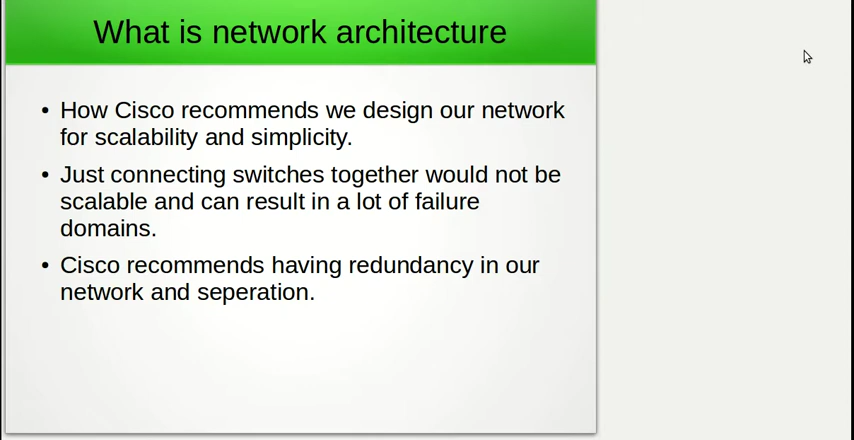 What is network architecture
• How Cisco recommends we design our network
for scalability and simplicity.
• Just connecting switches together would not be
scalable and can result in a lot of failure
domains.
• Cisco recommends having redundancy in our
network and seperation.